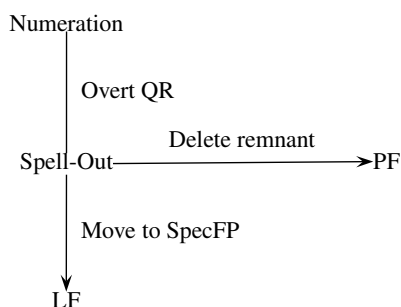 Numeration
Overt QR
Delete remnant
Spell-Out
PF
Move to SpecFP
LF